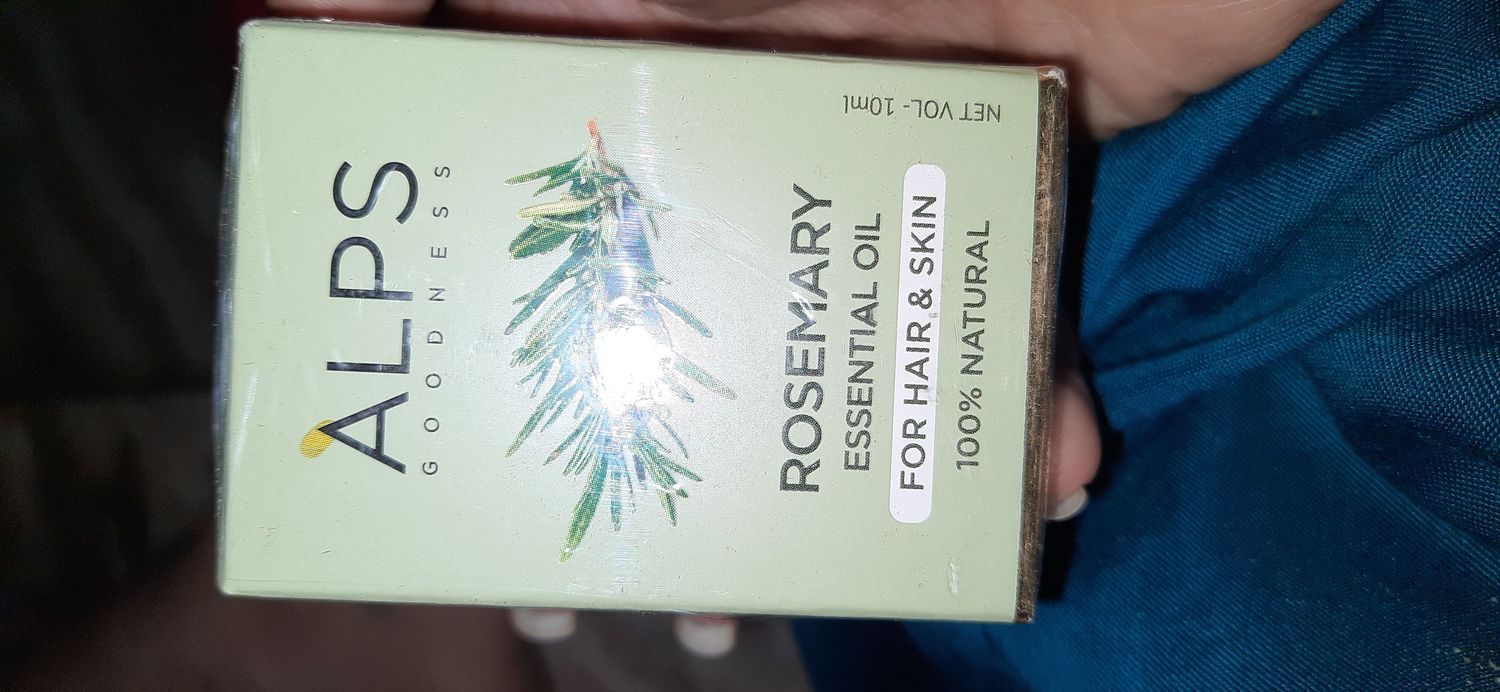 ALPS
GOODNESS
ROSEMARY
ESSENTIAL OIL
FOR HAIR & SKIN
100% NATURAL
NET VOL- 10ml